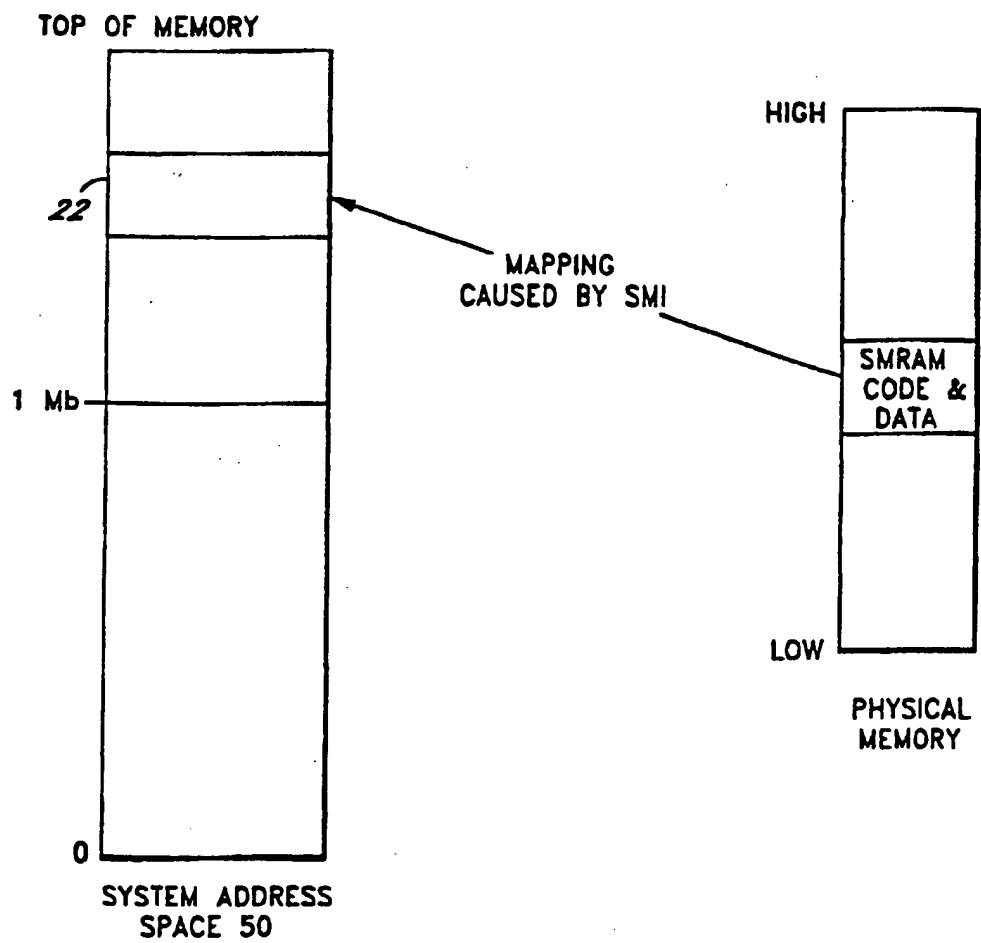 TOP OF MEMORY
22
1 Mb
0
SYSTEM ADDRESS
SPACE 50
MAPPING
CAUSED BY SMI
HIGH
SMRAM
CODE &
DATA
LOW
PHYSICAL
MEMORY